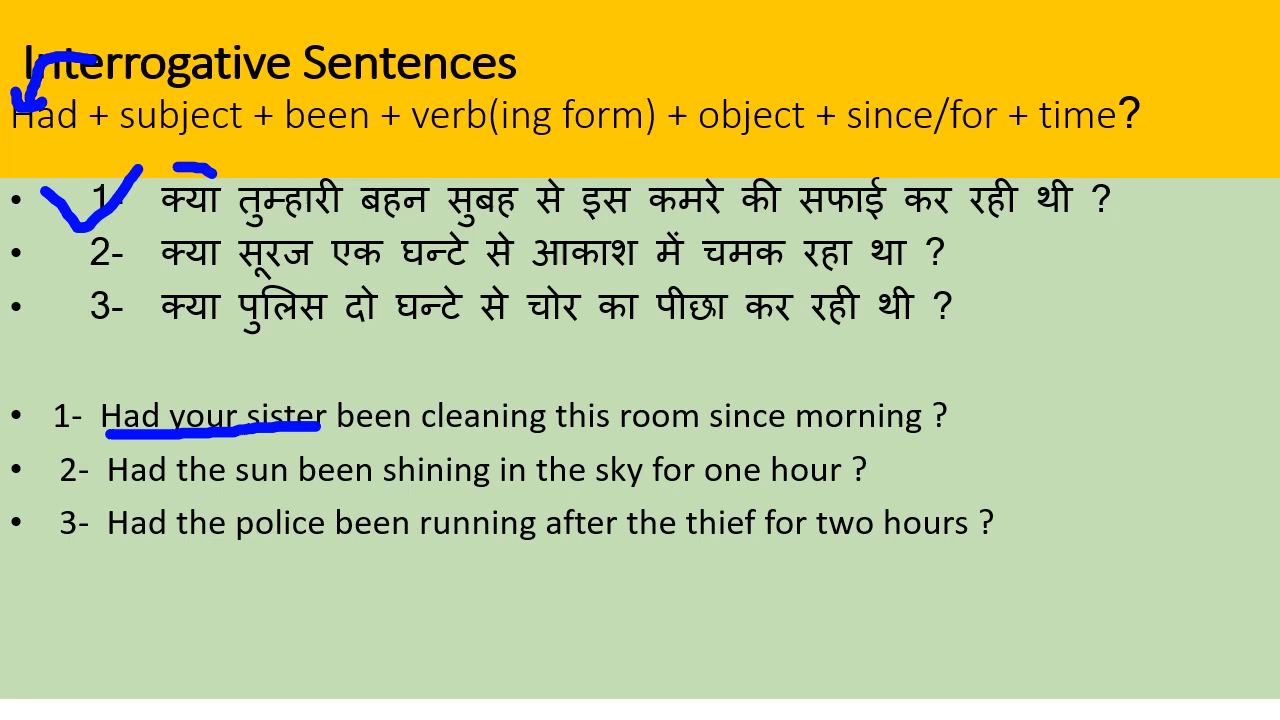 Interrogative Sentences
Had + subject + been + verb(ing form) + object + since/for + time?
• 1- क्या तुम्हारी बहन सुबह से इस कमरे की सफाई कर रही थी ?
• 2- क्या सूरज एक घन्टे से आकाश में चमक रहा था ?
• 3- क्या पुलिस दो घन्टे से चोर का पीछा कर रही थी ?
• 1- Had your sister been cleaning this room since morning ?
• 2- Had the sun been shining in the sky for one hour ?
• 3- Had the police been running after the thief for two hours ?